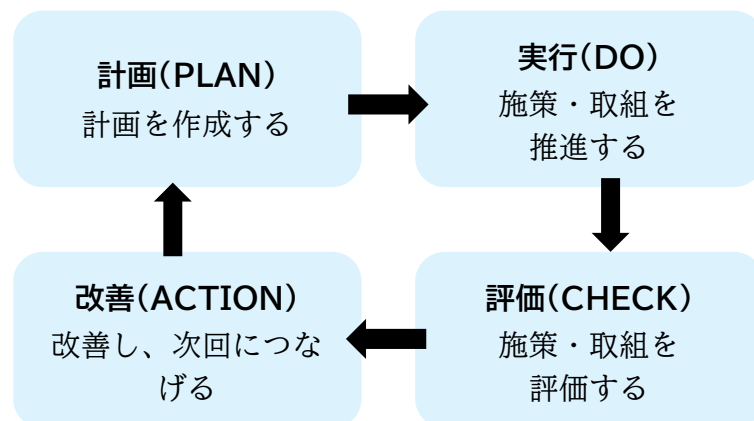 計画(PLAN)
計画を作成する
実行(DO)
施策・取組を
推進する
改善(ACTION)
改善し、次回につな
げる
評価(CHECK)
施策・取組を
評価する